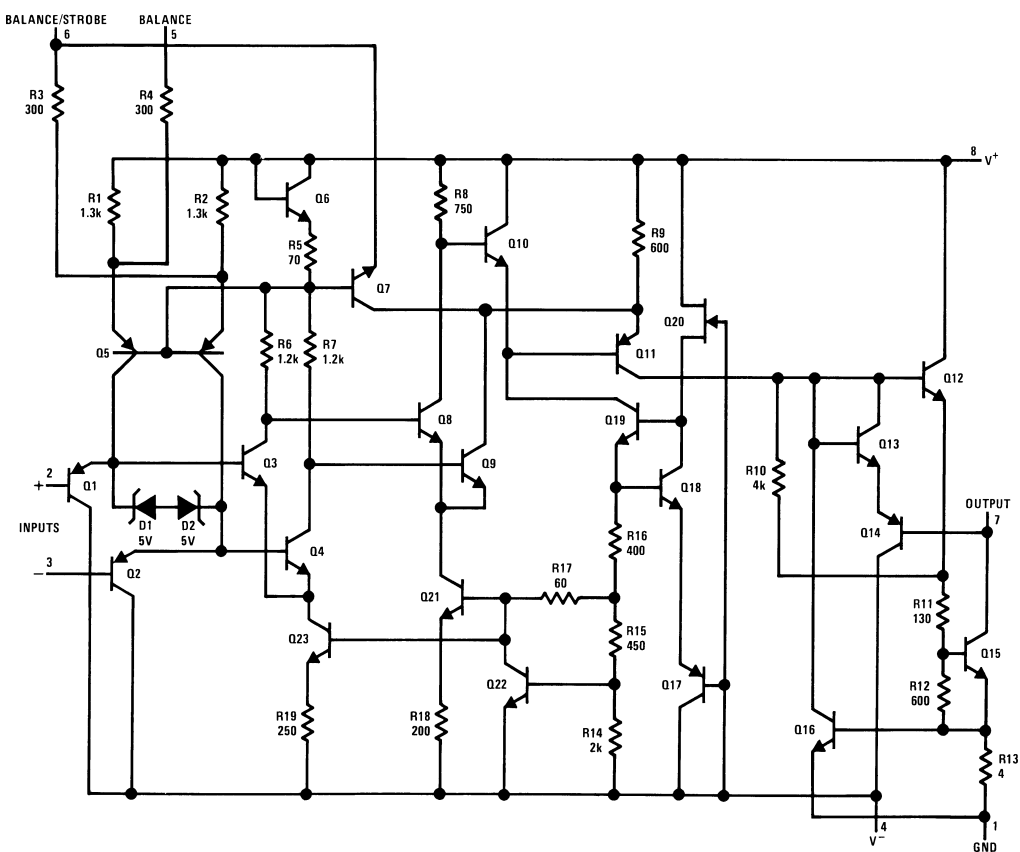 BALANCE/STROBE
6
BALANCE
5
R3
300
R4
300
8
V+
R1
1.3k
R2
1.3k
Q6
R5
70
R8
750
Q10
R9
600
Q7
Q20
Q5
R6
1.2k
R7
1.2k
Q11
Q12
Q8
Q19
Q13
+
2
Q1
Q3
Q9
Q18
R10
4k
INPUTS
D1
5V
D2
5V
Q14
OUTPUT
7
−
3
Q2
Q4
R16
400
R17
60
Q21
R11
130
Q23
R15
450
Q15
Q22
Q17
R12
600
R19
250
R18
200
R14
2k
Q16
R13
4
4
V−
1
GND